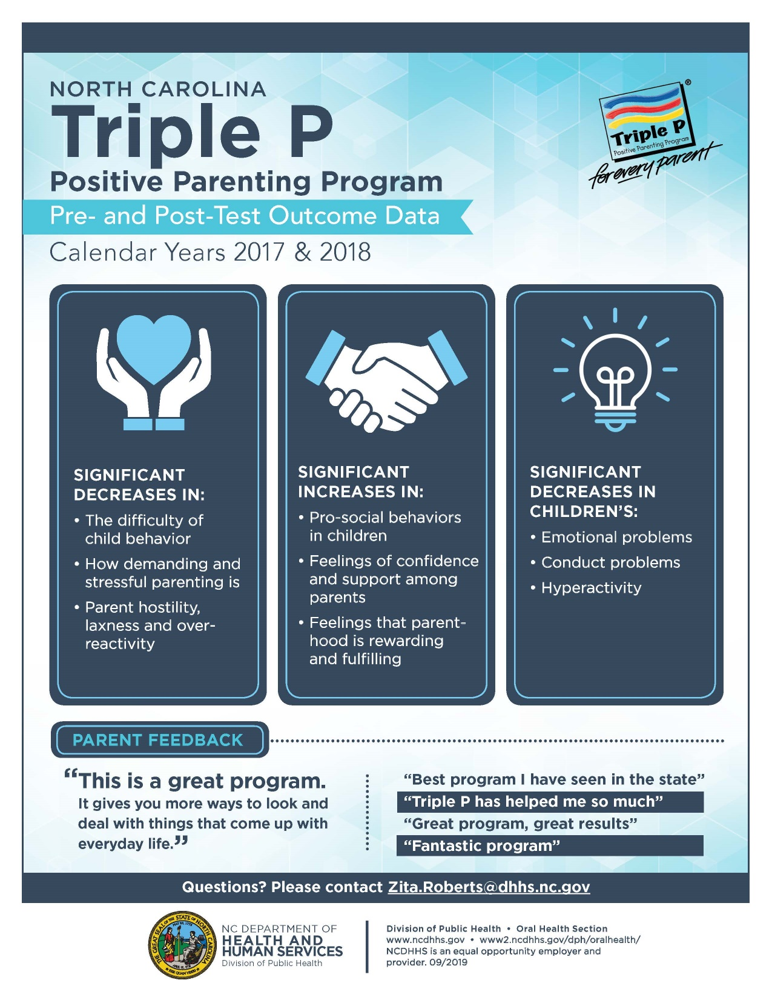 NORTH CAROLINA
Triple P
Positive Parenting Program
Pre- and Post-Test Outcome Data
Calendar Years 2017 & 2018
®
Triple P
Positive Parenting Program
for every parent
SIGNIFICANT
DECREASES IN:
• The difficulty of
child behavior
• How demanding and
stressful parenting is
• Parent hostility,
laxness and over-
reactivity
SIGNIFICANT
INCREASES IN:
• Pro-social behaviors
in children
• Feelings of confidence
and support among
parents
• Feelings that parent-
hood is rewarding
and fulfilling
SIGNIFICANT
DECREASES IN
CHILDREN’S:
• Emotional problems
• Conduct problems
• Hyperactivity
PARENT FEEDBACK
“This is a great program.
It gives you more ways to look and
deal with things that come up with
everyday life.”
“Best program I have seen in the state”
“Triple P has helped me so much”
“Great program, great results”
“Fantastic program”
Questions? Please contact Zita.Roberts@dhhs.nc.gov
THE GREAT SEAL OF THE STATE OF NORTH CAROLINA
MAY 20, 1775
APRIL 12, 1776
ESSE QUAM VIDERI
NC DEPARTMENT OF
HEALTH AND
HUMAN SERVICES
Division of Public Health
Division of Public Health • Oral Health Section
www.ncdhhs.gov • www2.ncdhhs.gov/dph/oralhealth/
NCDHHS is an equal opportunity employer and
provider. 09/2019